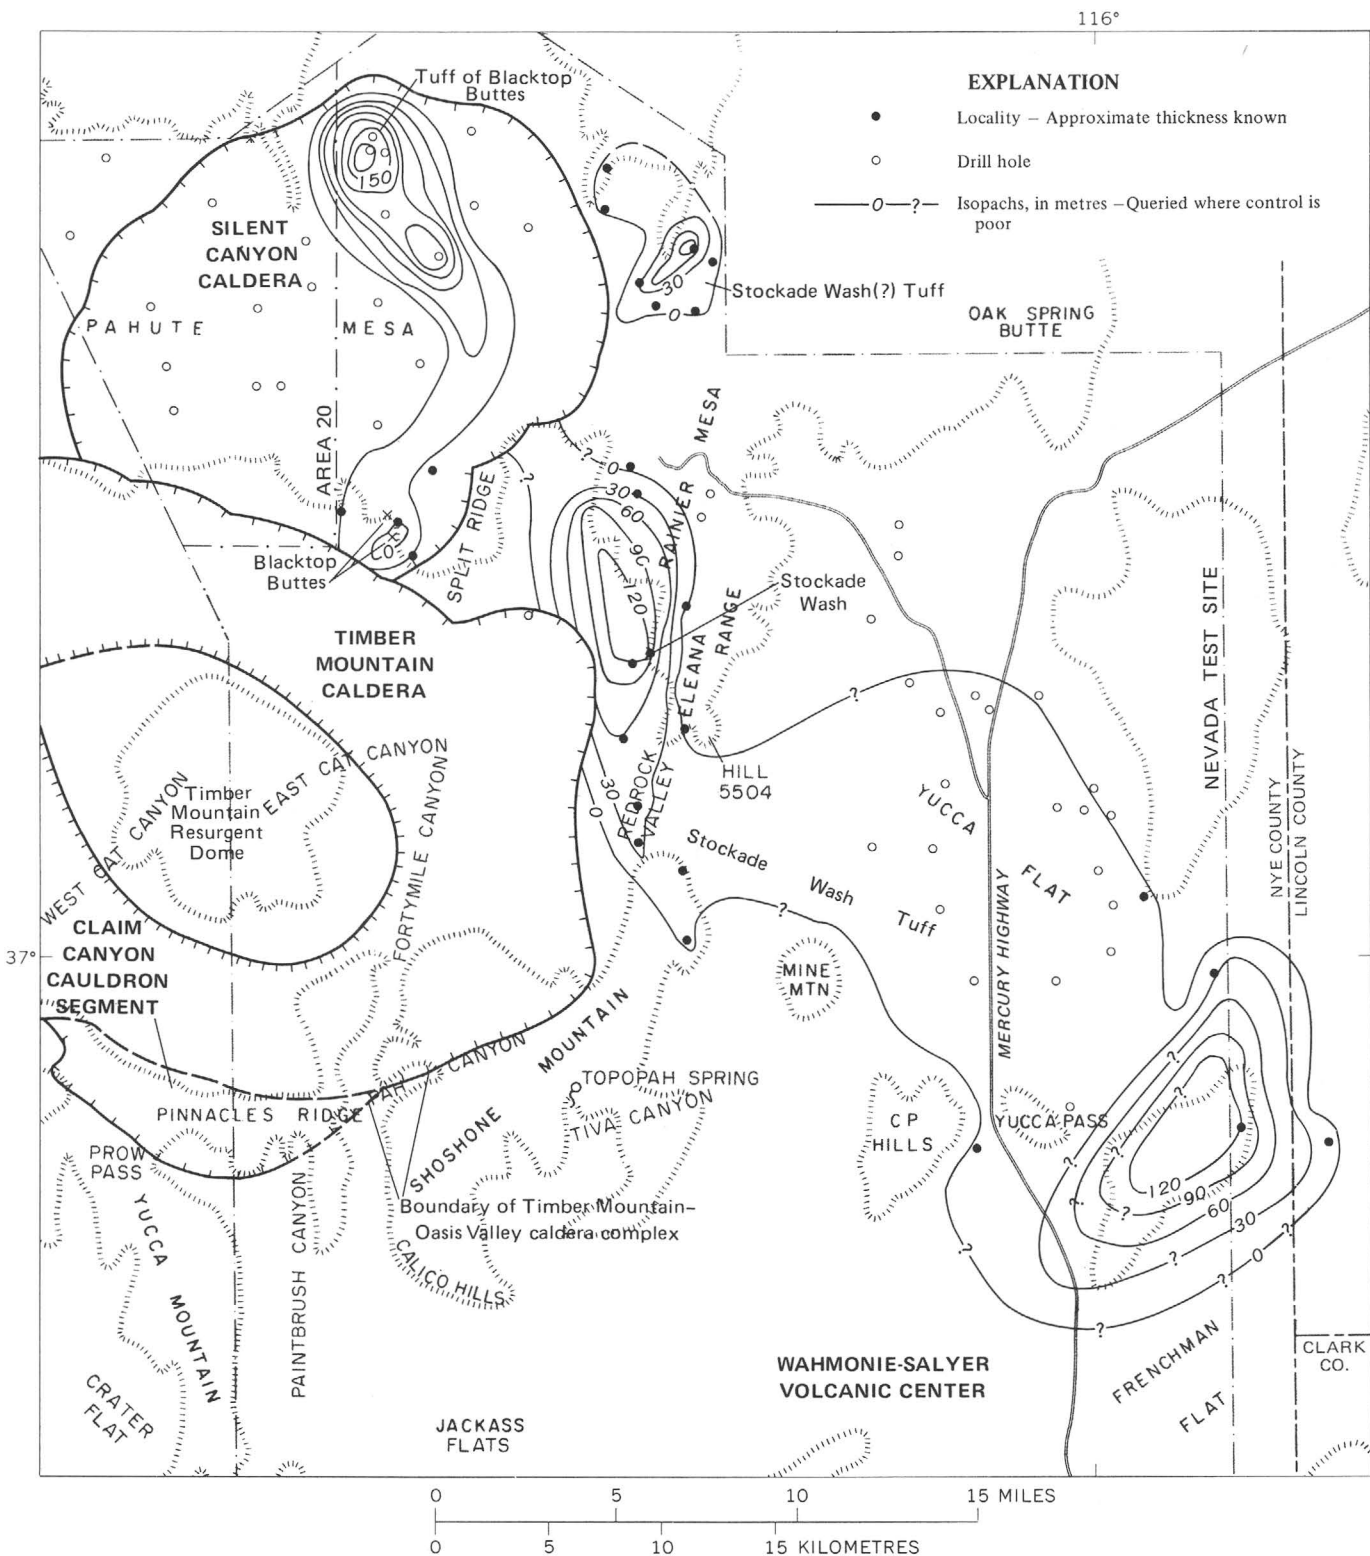 116°
EXPLANATION
Locality – Approximate thickness known
Drill hole
0 ? Isopachs, in metres –Queried where control is
poor
Tuff of Blacktop
Buttes
150
SILENT
CANYON
CALDERA
PAHUTE MESA
30
Stockade Wash(?) Tuff
0
OAK SPRING
BUTTE
AREA 20
RAINIER MESA
SPLIT RIDGE
?
? 0
30
60
90
120
Blacktop
Buttes
0
Stockade
Wash
ELEANA RANGE
TIMBER
MOUNTAIN
CALDERA
NEVADA TEST SITE
?
NYE COUNTY
LINCOLN COUNTY
EAST CAT CANYON
WEST CAT CANYON
Timber
Mountain
Resurgent
Dome
FORTYMILE CANYON
30
0
REDROCK
VALLEY
HILL
5504
YUCCA FLAT
Stockade Wash Tuff
?
MERCURY HIGHWAY
CLAIM
CANYON
CAULDRON
SEGMENT
37°
MINE
MTN
SHOSHONE MOUNTAIN
PAH CANYON
TOPOPAH SPRING
TIVA CANYON
PINNACLES RIDGE
PROW
PASS
CP
HILLS
YUCCA PASS
?
?
?
?
?
?
120
90
60
30
0
?
?
?
?
?
Boundary of Timber Mountain–
Oasis Valley caldera complex
YUCCA MOUNTAIN
PAINTBRUSH CANYON
CALICO HILLS
CRATER
FLAT
JACKASS
FLATS
WAHMONIE-SALYER
VOLCANIC CENTER
FRENCHMAN FLAT
CLARK
CO.
0 5 10 15 MILES
0 5 10 15 KILOMETRES